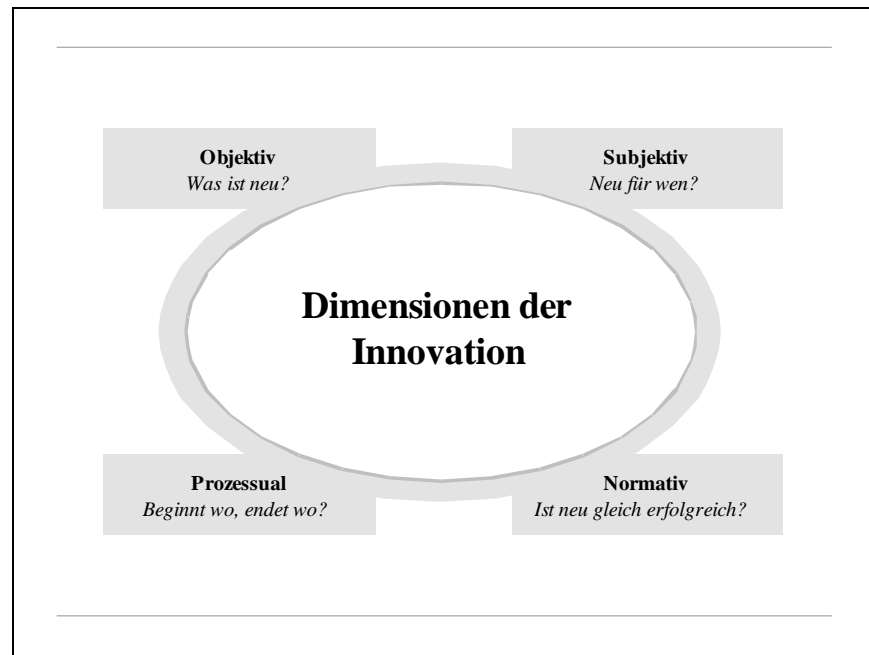 Objektiv
Was ist neu?
Subjektiv
Neu für wen?
Dimensionen der
Innovation
Prozessual
Beginnt wo, endet wo?
Normativ
Ist neu gleich erfolgreich?